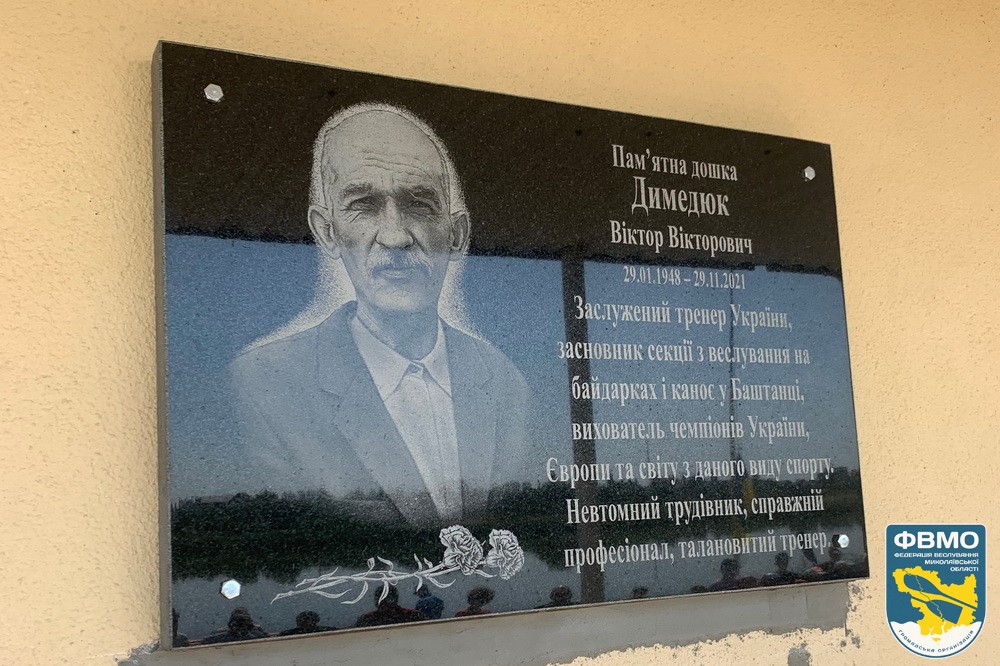 Пам’ятна дошка
Димедюк
Віктор Вікторович
29.01.1948 – 29.11.2021
Заслужений тренер України,
засновник секції з веслування на
байдарках і каное у Баштанці,
вихователь чемпіонів України,
Європи та світу з даного виду спорту.
Невтомний трудівник, справжній
професіонал, талановитий тренер.
ФВМО
ФЕДЕРАЦІЯ ВЕСЛУВАННЯ
МИКОЛАЇВСЬКОЇ
ОБЛАСТІ
ГРОМАДСЬКА ОРГАНІЗАЦІЯ